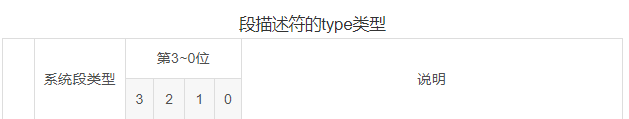 段描述符的type类型
系统段类型 第3~0位 说明
3 2 1 0